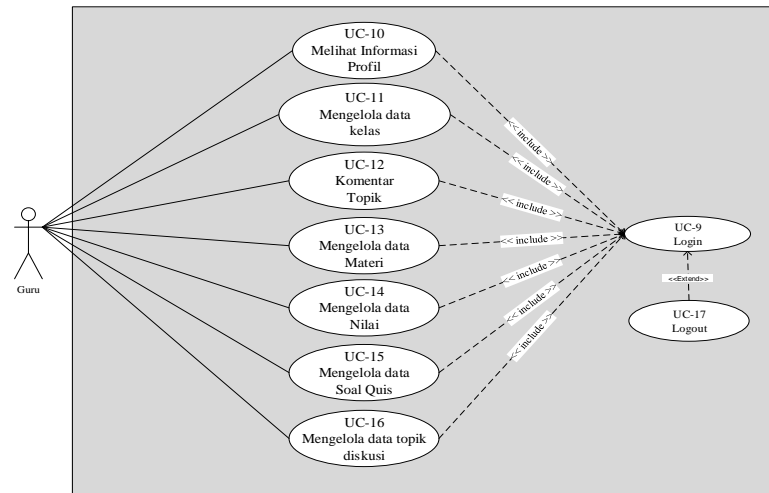 UC-10
Melihat Informasi
Profil
UC-11
Mengelola data
kelas
UC-12
Komentar
Topik
UC-13
Mengelola data
Materi
UC-14
Mengelola data
Nilai
UC-15
Mengelola data
Soal Quis
UC-16
Mengelola data topik
diskusi
Guru
<< include >>
<< include >>
<< include >>
<< include >>
<< include >>
<< include >>
<< include >>
UC-9
Login
<<Extend>>
UC-17
Logout